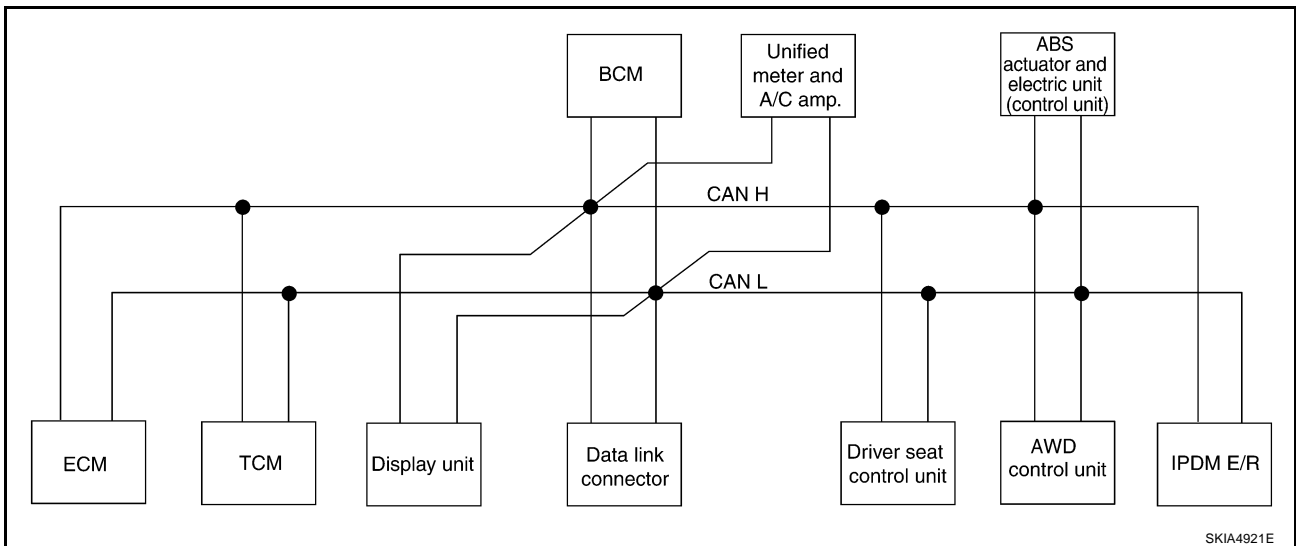 BCM
Unified
meter and
A/C amp.
ABS
actuator and
electric unit
(control unit)
CAN H
CAN L
ECM
TCM
Display unit
Data link
connector
Driver seat
control unit
AWD
control unit
IPDM E/R
SKIA4921E